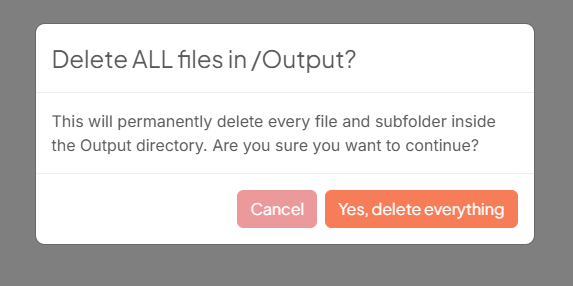 Delete ALL files in /Output?
This will permanently delete every file and subfolder inside
the Output directory. Are you sure you want to continue?
Cancel
Yes, delete everything